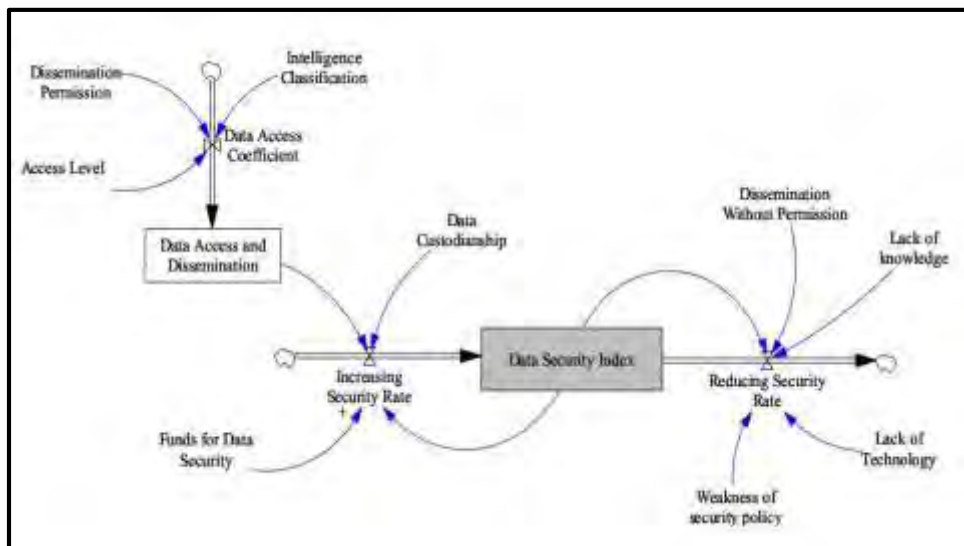 Dissemination
Permission
Intelligence
Classification
Data Access
Coefficient
Access Level
Data Access and
Dissemination
Data
Custodianship
Dissemination
Without Permission
Lack of
knowledge
Data Security Index
Increasing
Security Rate
+
Reducing Security
Rate
Funds for Data
Security
Lack of
Technology
Weakness of
security policy